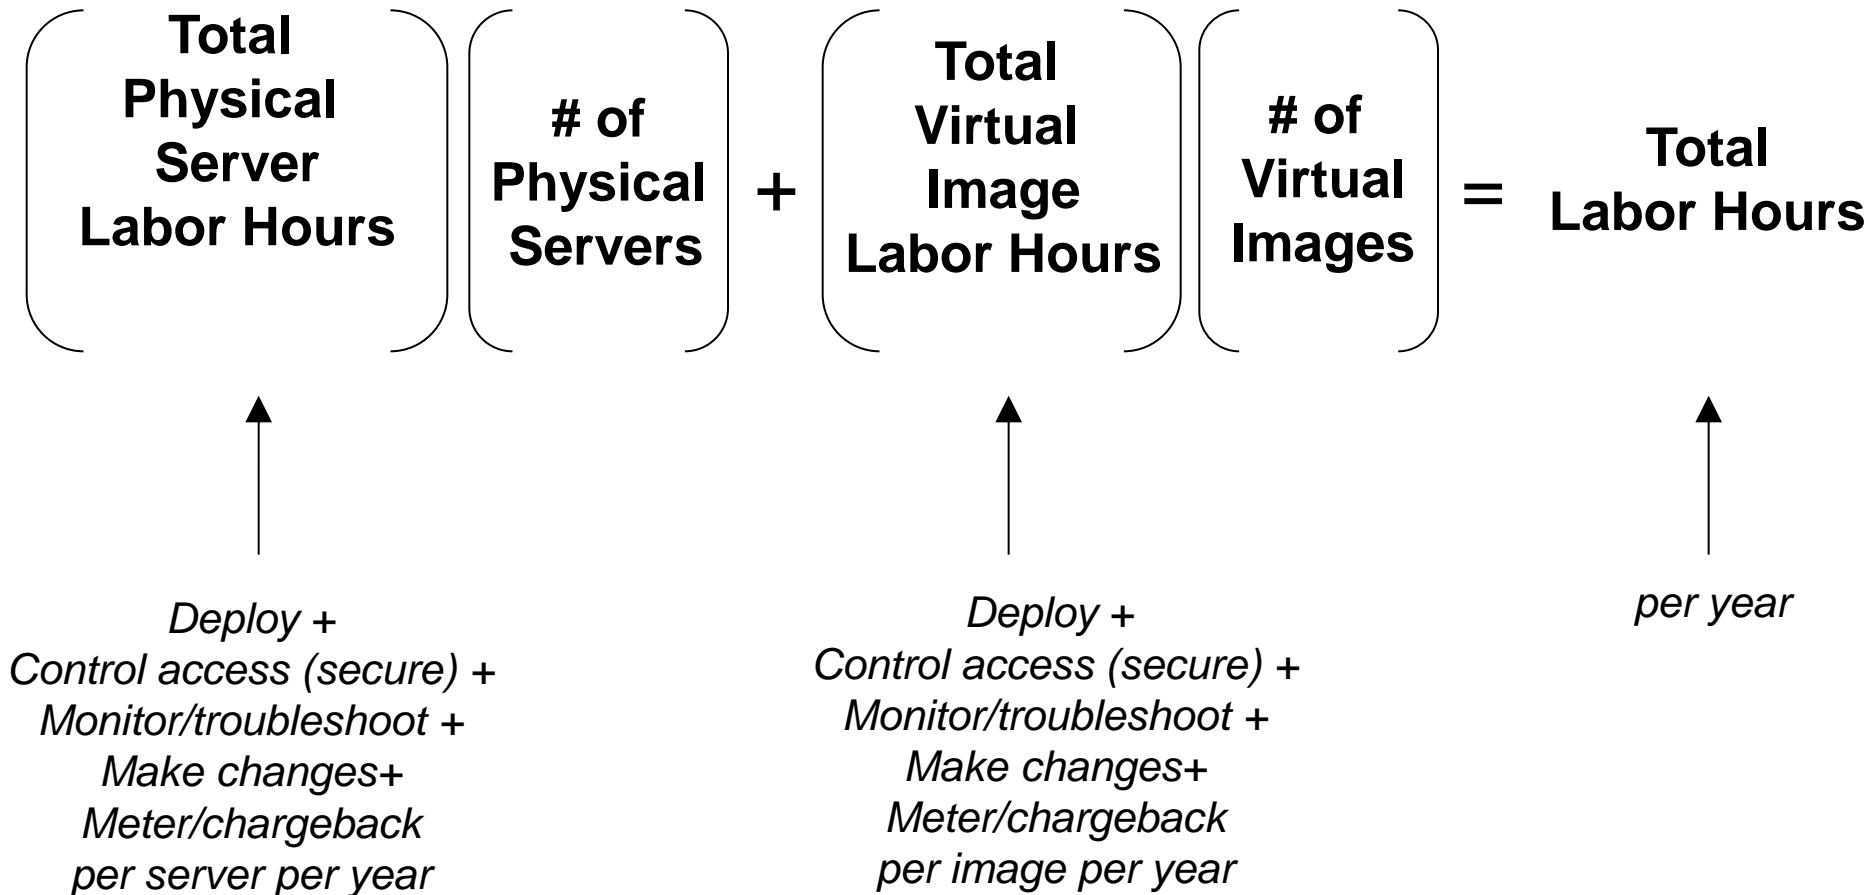 Total
Physical
Server
Labor Hours
# of
Physical
Servers
+
Total
Virtual
Image
Labor Hours
# of
Virtual
Images
=
Total
Labor Hours
Deploy +
Control access (secure) +
Monitor/troubleshoot +
Make changes+
Meter/chargeback
per server per year
Deploy +
Control access (secure) +
Monitor/troubleshoot +
Make changes+
Meter/chargeback
per image per year
per year